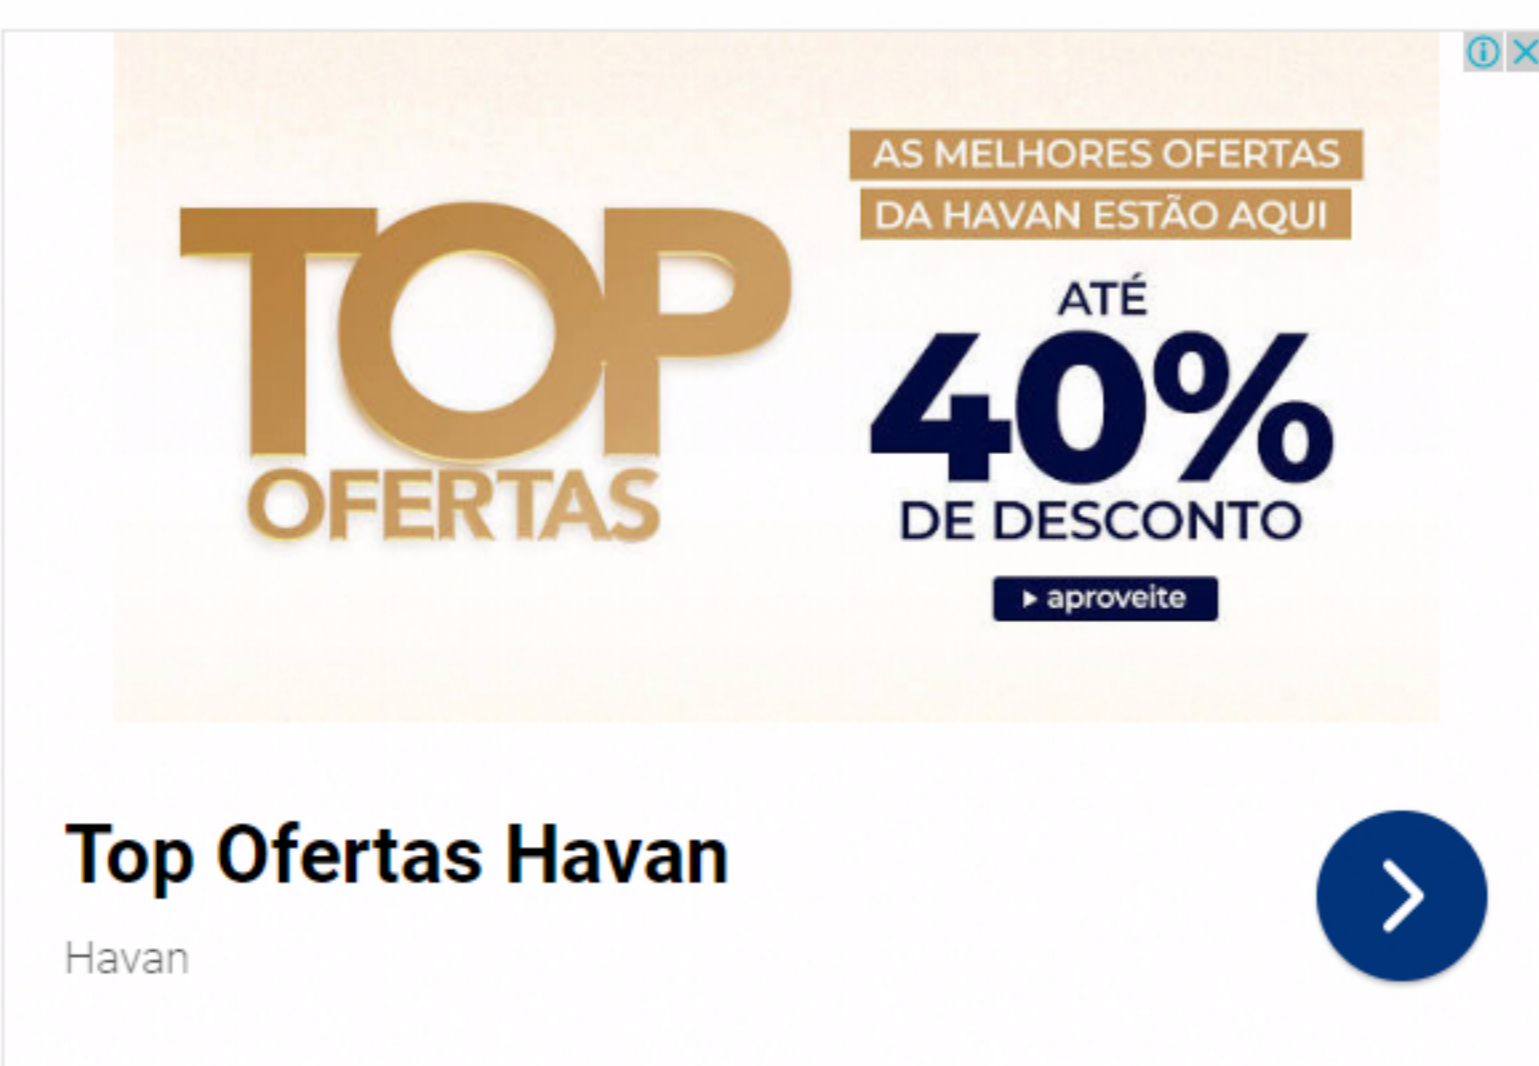 TOP
OFERTAS
AS MELHORES OFERTAS
DA HAVAN ESTÃO AQUI
ATÉ
40%
DE DESCONTO
aproveite
Top Ofertas Havan
Havan